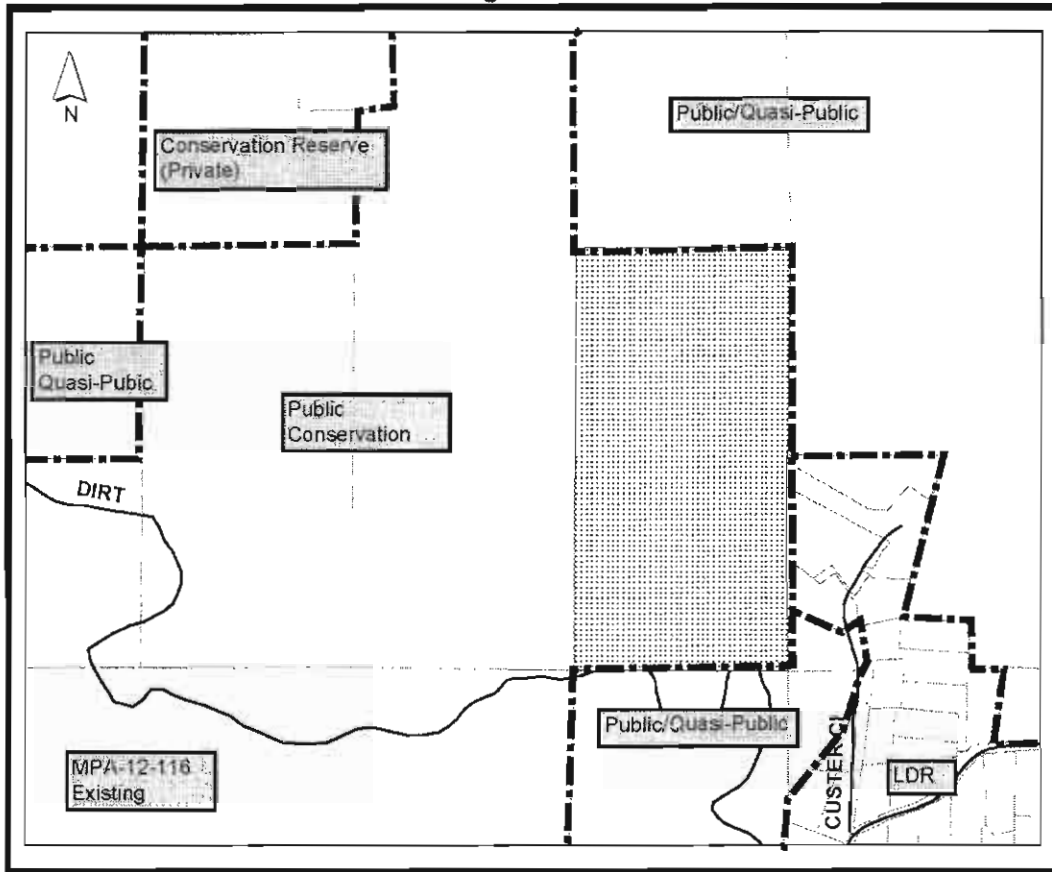 N
Conservation Reserve
(Private)
Public/Quasi-Public
Public
Quasi-Pubic
Public
Conservation
DIRT
Public/Quasi-Public
MPA-12-116
Existing
CUSTER CI
LDR